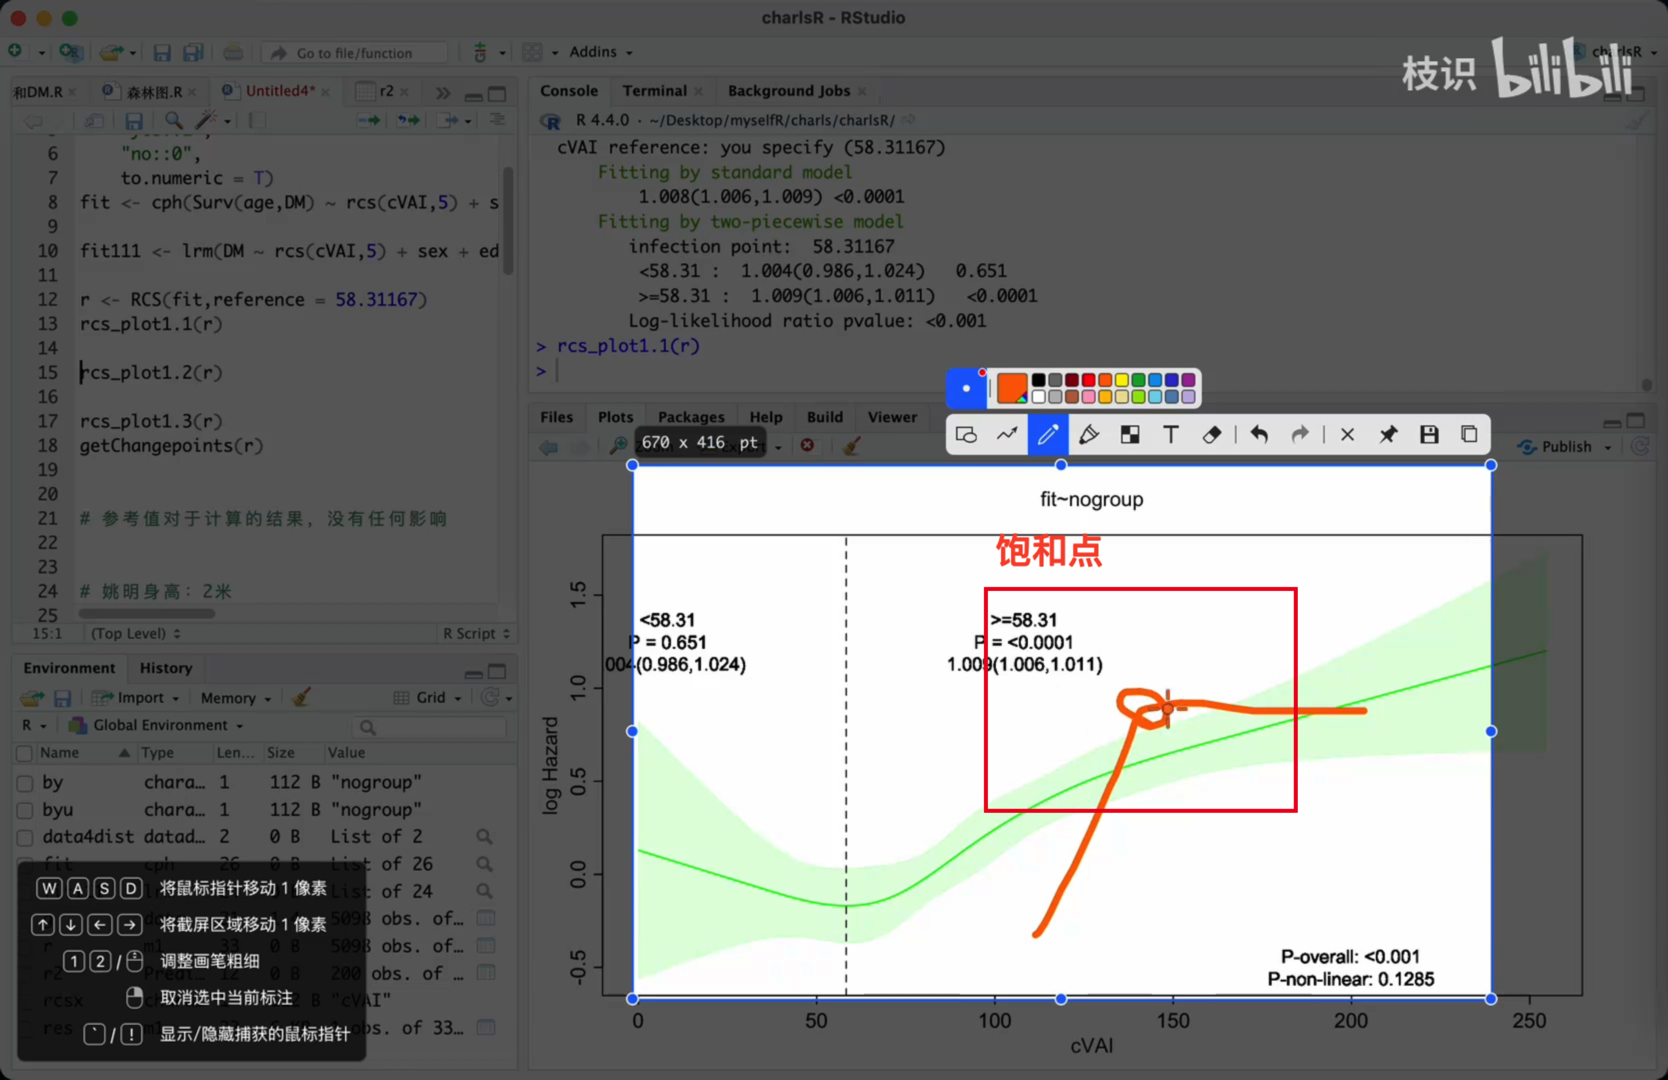 charlsR - RStudio
Go to file/function
Addins
charlsR
枝识 bilibili
和DM.R
森林图.R
Untitled4*
r2
6 "no::0",
7 to.numeric = T)
8 fit <- cph(Surv(age,DM) ~ rcs(cVAI,5) + s
9
10 fit111 <- lrm(DM ~ rcs(cVAI,5) + sex + ed
11
12 r <- RCS(fit,reference = 58.31167)
13 rcs_plot1.1(r)
14
15 rcs_plot1.2(r)
16
17 rcs_plot1.3(r)
18 getChangepoints(r)
19
20
21 # 参考值对于计算的结果，没有任何影响
22
23
24 # 姚明身高：2米
25
15:1 (Top Level) R Script
Console Terminal Background Jobs
R 4.4.0 · ~/Desktop/myselfR/charls/charlsR/
cVAI reference: you specify (58.31167)
Fitting by standard model
1.008(1.006,1.009) <0.0001
Fitting by two-piecewise model
infection point: 58.31167
<58.31 : 1.004(0.986,1.024) 0.651
>=58.31 : 1.009(1.006,1.011) <0.0001
Log-likelihood ratio pvalue: <0.001
> rcs_plot1.1(r)
>
Files Plots Packages Help Build Viewer
670 x 416 pt
Publish
fit~nogroup
饱和点
<58.31
P = 0.651
004(0.986,1.024)
>=58.31
P = <0.0001
1.009(1.006,1.011)
P-overall: <0.001
P-non-linear: 0.1285
log Hazard
1.5
1.0
0.5
0.0
-0.5
0 50 100 150 200 250
cVAI
Environment History
Import Memory Grid
R Global Environment
Name Type Len... Size Value
by chara... 1 112 B "nogroup"
byu chara... 1 112 B "nogroup"
data4dist datad... 2 0 B List of 2
fit cph 26 0 B List of 26
List of 24
5098 obs. of...
r m1 33 0 B 5098 obs. of...
r2 12 0 B 200 obs. of ...
rcsx "cVAI"
res obs. of 33...
W A S D 将鼠标指针移动 1 像素
↑ ↓ ← → 将截屏区域移动 1 像素
1 2 / 调整画笔粗细
取消选中当前标注
` / ! 显示/隐藏捕获的鼠标指针